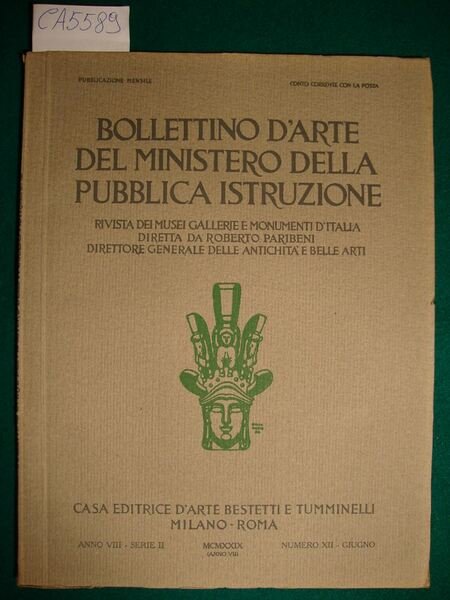 CA5589
PUBBLICAZIONE MENSILE
CONTO CORRENTE CON LA POSTA
BOLLETTINO D'ARTE
DEL MINISTERO DELLA
PUBBLICA ISTRUZIONE
RIVISTA DEI MUSEI GALLERIE E MONUMENTI D'ITALIA
DIRETTA DA ROBERTO PARIBENI
DIRETTORE GENERALE DELLE ANTICHITA' E BELLE ARTI
CASA EDITRICE D'ARTE BESTETTI E TUMMINELLI
MILANO - ROMA
ANNO VIII - SERIE II
MCMXXIX
NUMERO XII - GIUGNO
(ANNO VII)